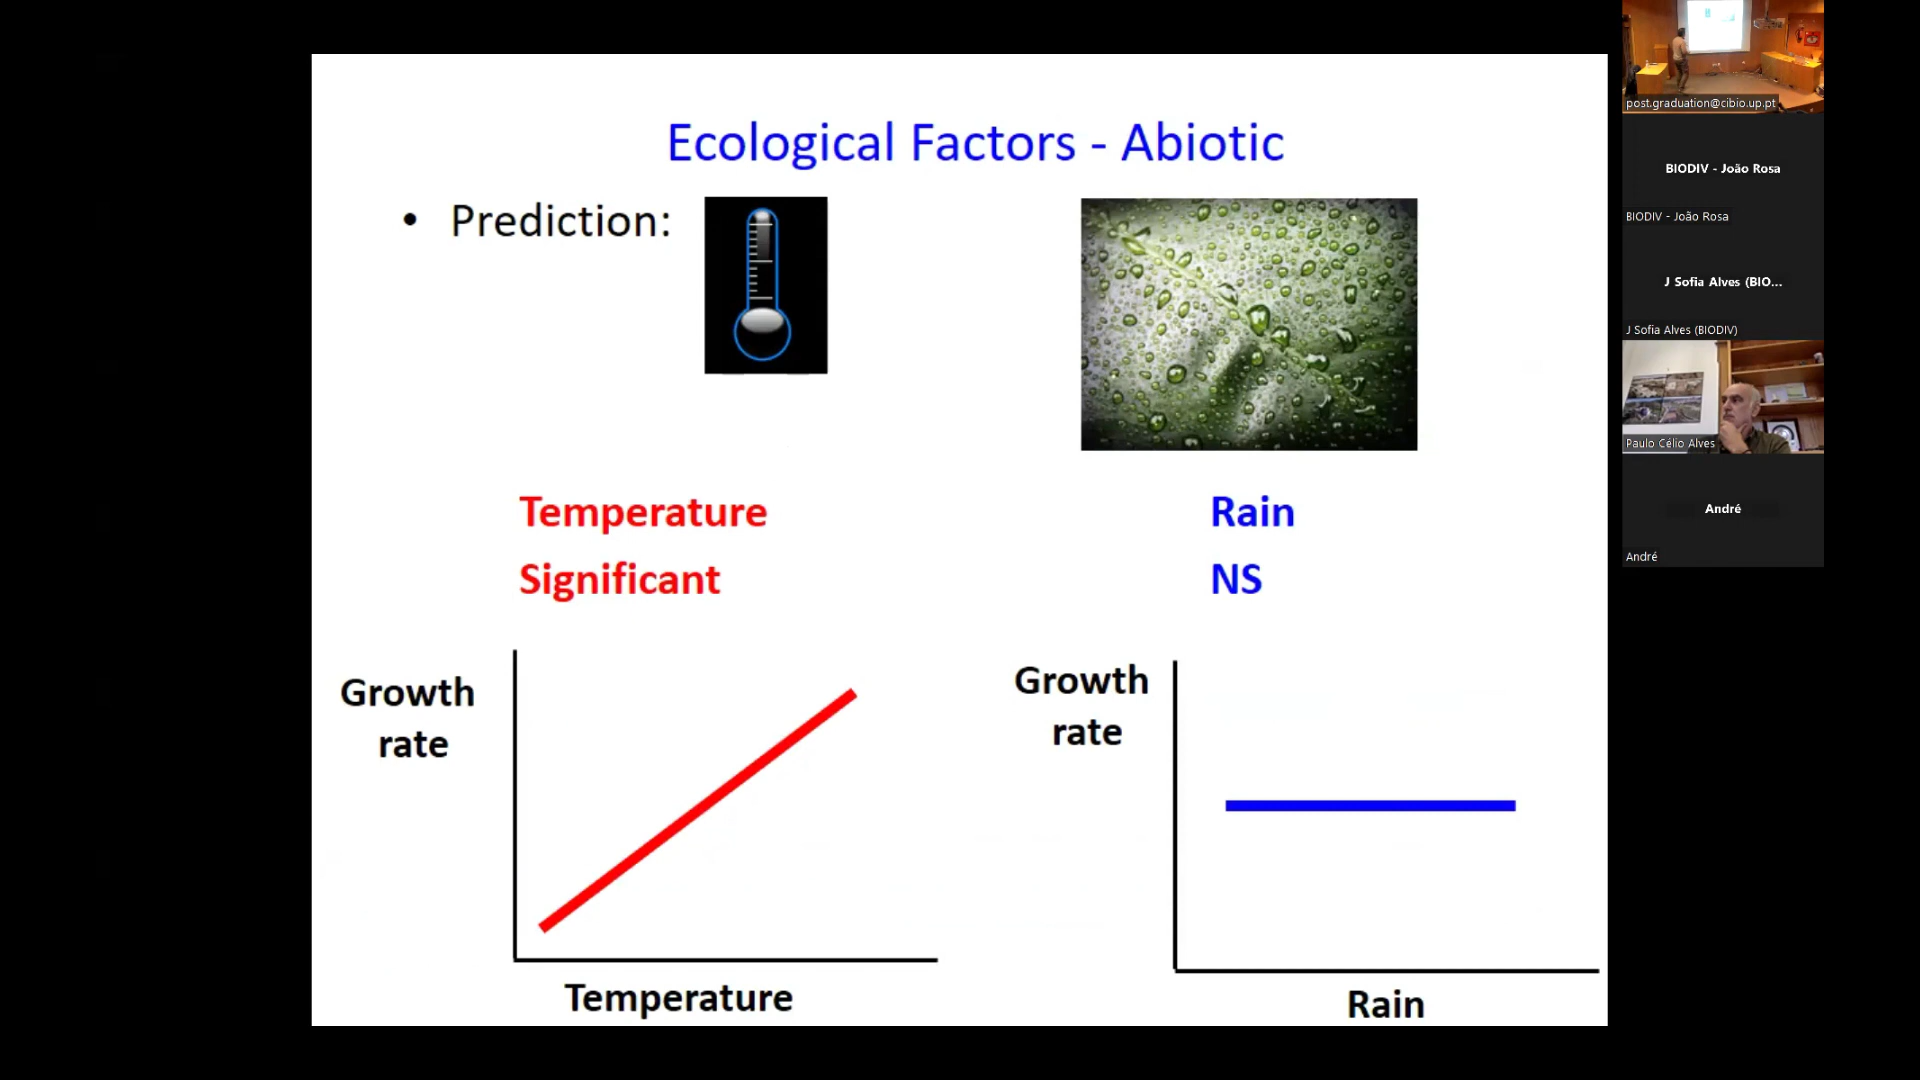 Ecological Factors - Abiotic
• Prediction:
Temperature
Significant
Rain
NS
Growth
rate
Temperature
Growth
rate
Rain
post.graduation@cibio.up.pt
BIODIV - João Rosa
BIODIV - João Rosa
J Sofia Alves (BIO...
J Sofia Alves (BIODIV)
Paulo Célio Alves
André
André